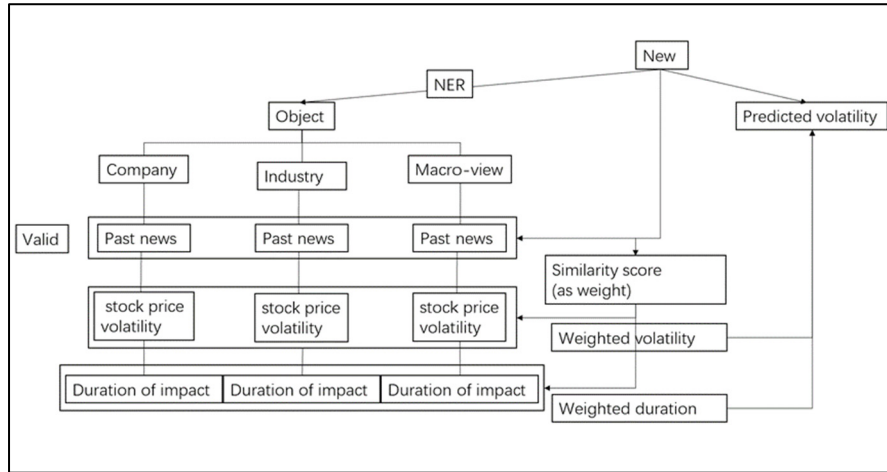 New
NER
Object
Predicted volatility
Company
Industry
Macro-view
Valid
Past news
Past news
Past news
Similarity score
(as weight)
stock price
volatility
stock price
volatility
stock price
volatility
Weighted volatility
Duration of impact
Duration of impact
Duration of impact
Weighted duration